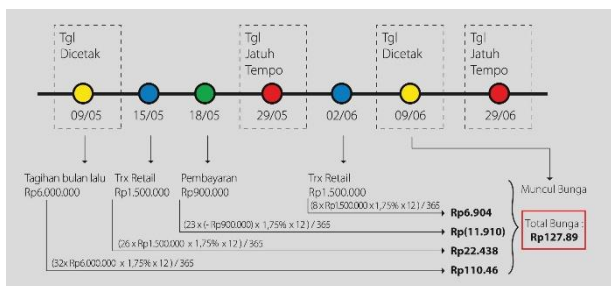 Tgl
Dicetak
Tgl
Jatuh
Tempo
Tgl
Dicetak
Tgl
Jatuh
Tempo
09/05
15/05
18/05
29/05
02/06
09/06
29/06
Tagihan bulan lalu
Rp6.000.000
Trx Retail
Rp1.500.000
Pembayaran
Rp900.000
Trx Retail
Rp1.500.000
Muncul Bunga
(8 x Rp1.500.000 x 1,75% x 12) / 365
Rp6.904
(23 x (- Rp900.000) x 1,75% x 12) / 365
Rp(11.910)
(26 x Rp1.500.000 x 1,75% x 12) / 365
Rp22.438
(32x Rp6.000.000 x 1,75% x 12) / 365
Rp110.46
Total Bunga :
Rp127.89